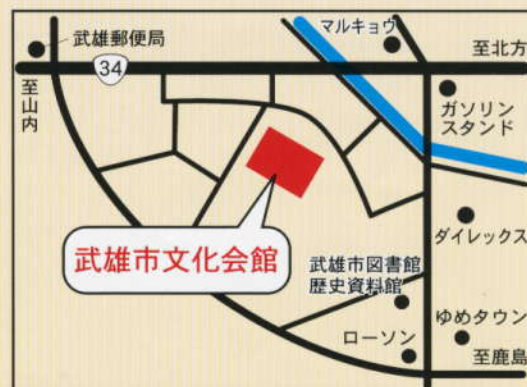 武雄郵便局
マルキョウ
至北方
34
至山内
ガソリン
スタンド
武雄市文化会館
ダイレックス
武雄市図書館
歴史資料館
ゆめタウン
ローソン
至鹿島